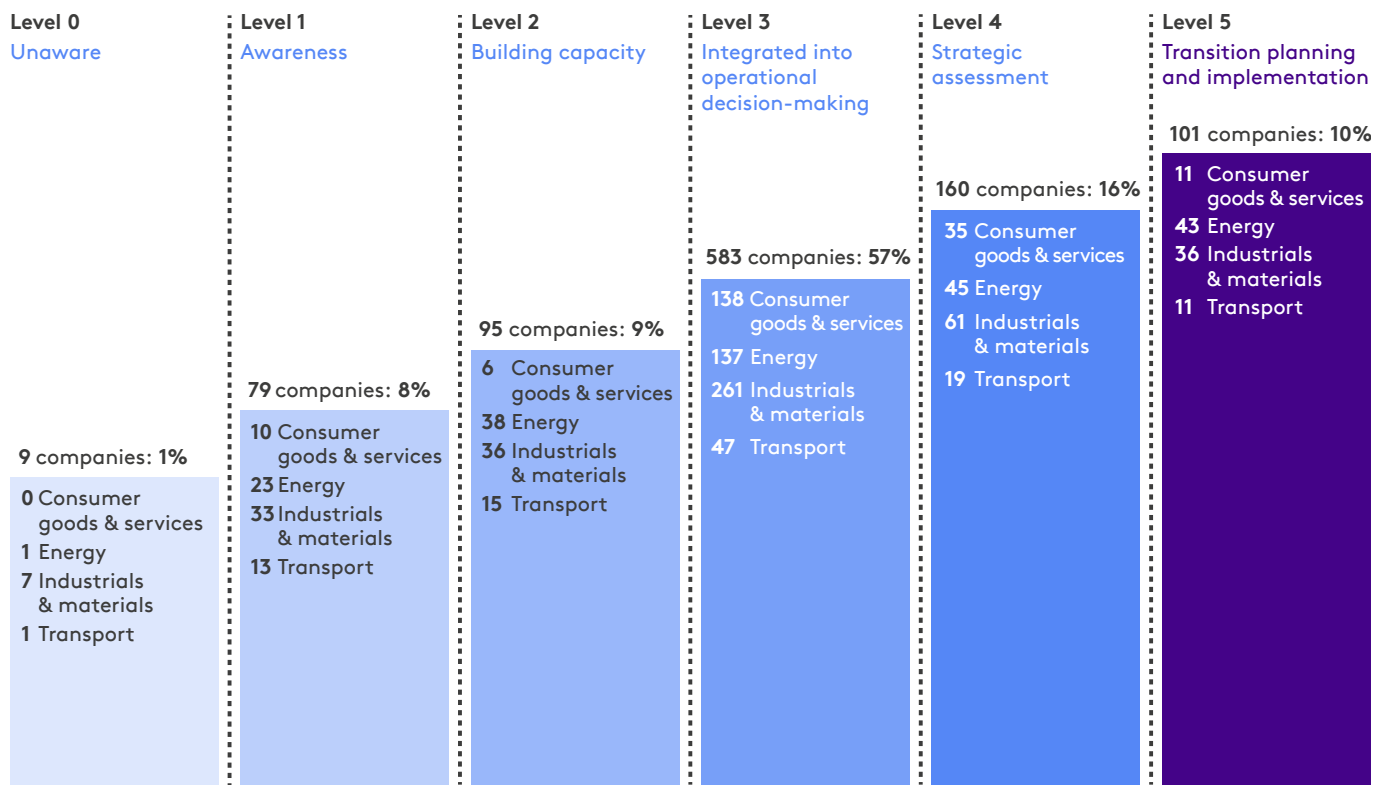 Level 0
Unaware
9 companies: 1%
0 Consumer
goods & services
1 Energy
7 Industrials
& materials
1 Transport
Level 1
Awareness
79 companies: 8%
10 Consumer
goods & services
23 Energy
33 Industrials
& materials
13 Transport
Level 2
Building capacity
95 companies: 9%
6 Consumer
goods & services
38 Energy
36 Industrials
& materials
15 Transport
Level 3
Integrated into
operational
decision-making
583 companies: 57%
138 Consumer
goods & services
137 Energy
261 Industrials
& materials
47 Transport
Level 4
Strategic
assessment
160 companies: 16%
35 Consumer
goods & services
45 Energy
61 Industrials
& materials
19 Transport
Level 5
Transition planning
and implementation
101 companies: 10%
11 Consumer
goods & services
43 Energy
36 Industrials
& materials
11 Transport